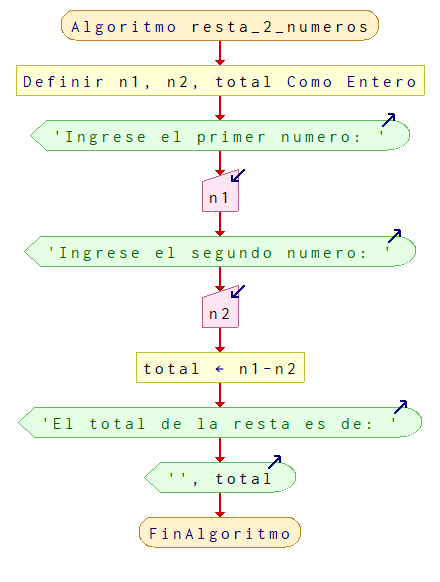 Algoritmo resta_2_numeros
Definir n1, n2, total Como Entero
'Ingrese el primer numero: '
n1
'Ingrese el segundo numero: '
n2
total ← n1-n2
'El total de la resta es de: '
'', total
FinAlgoritmo